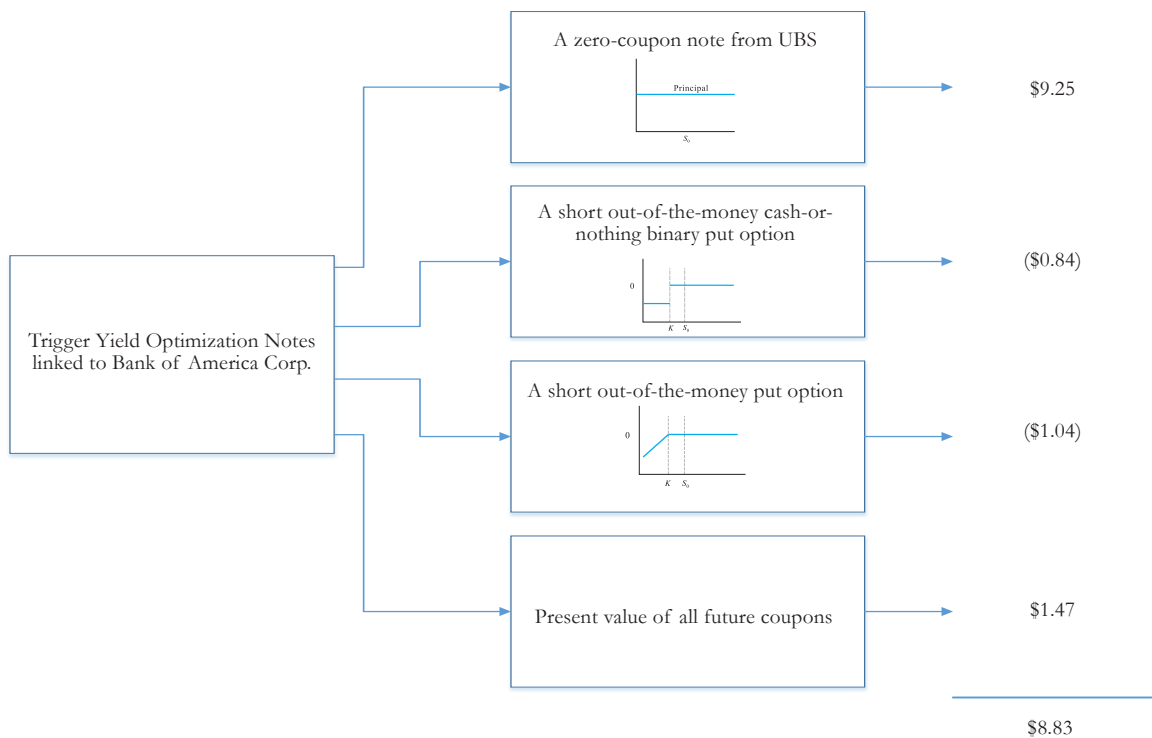 A zero-coupon note from UBS
Principal
S0
$9.25
A short out-of-the-money cash-or-
nothing binary put option
0
K S0
($0.84)
Trigger Yield Optimization Notes
linked to Bank of America Corp.
A short out-of-the-money put option
0
K S0
($1.04)
Present value of all future coupons
$1.47
$8.83